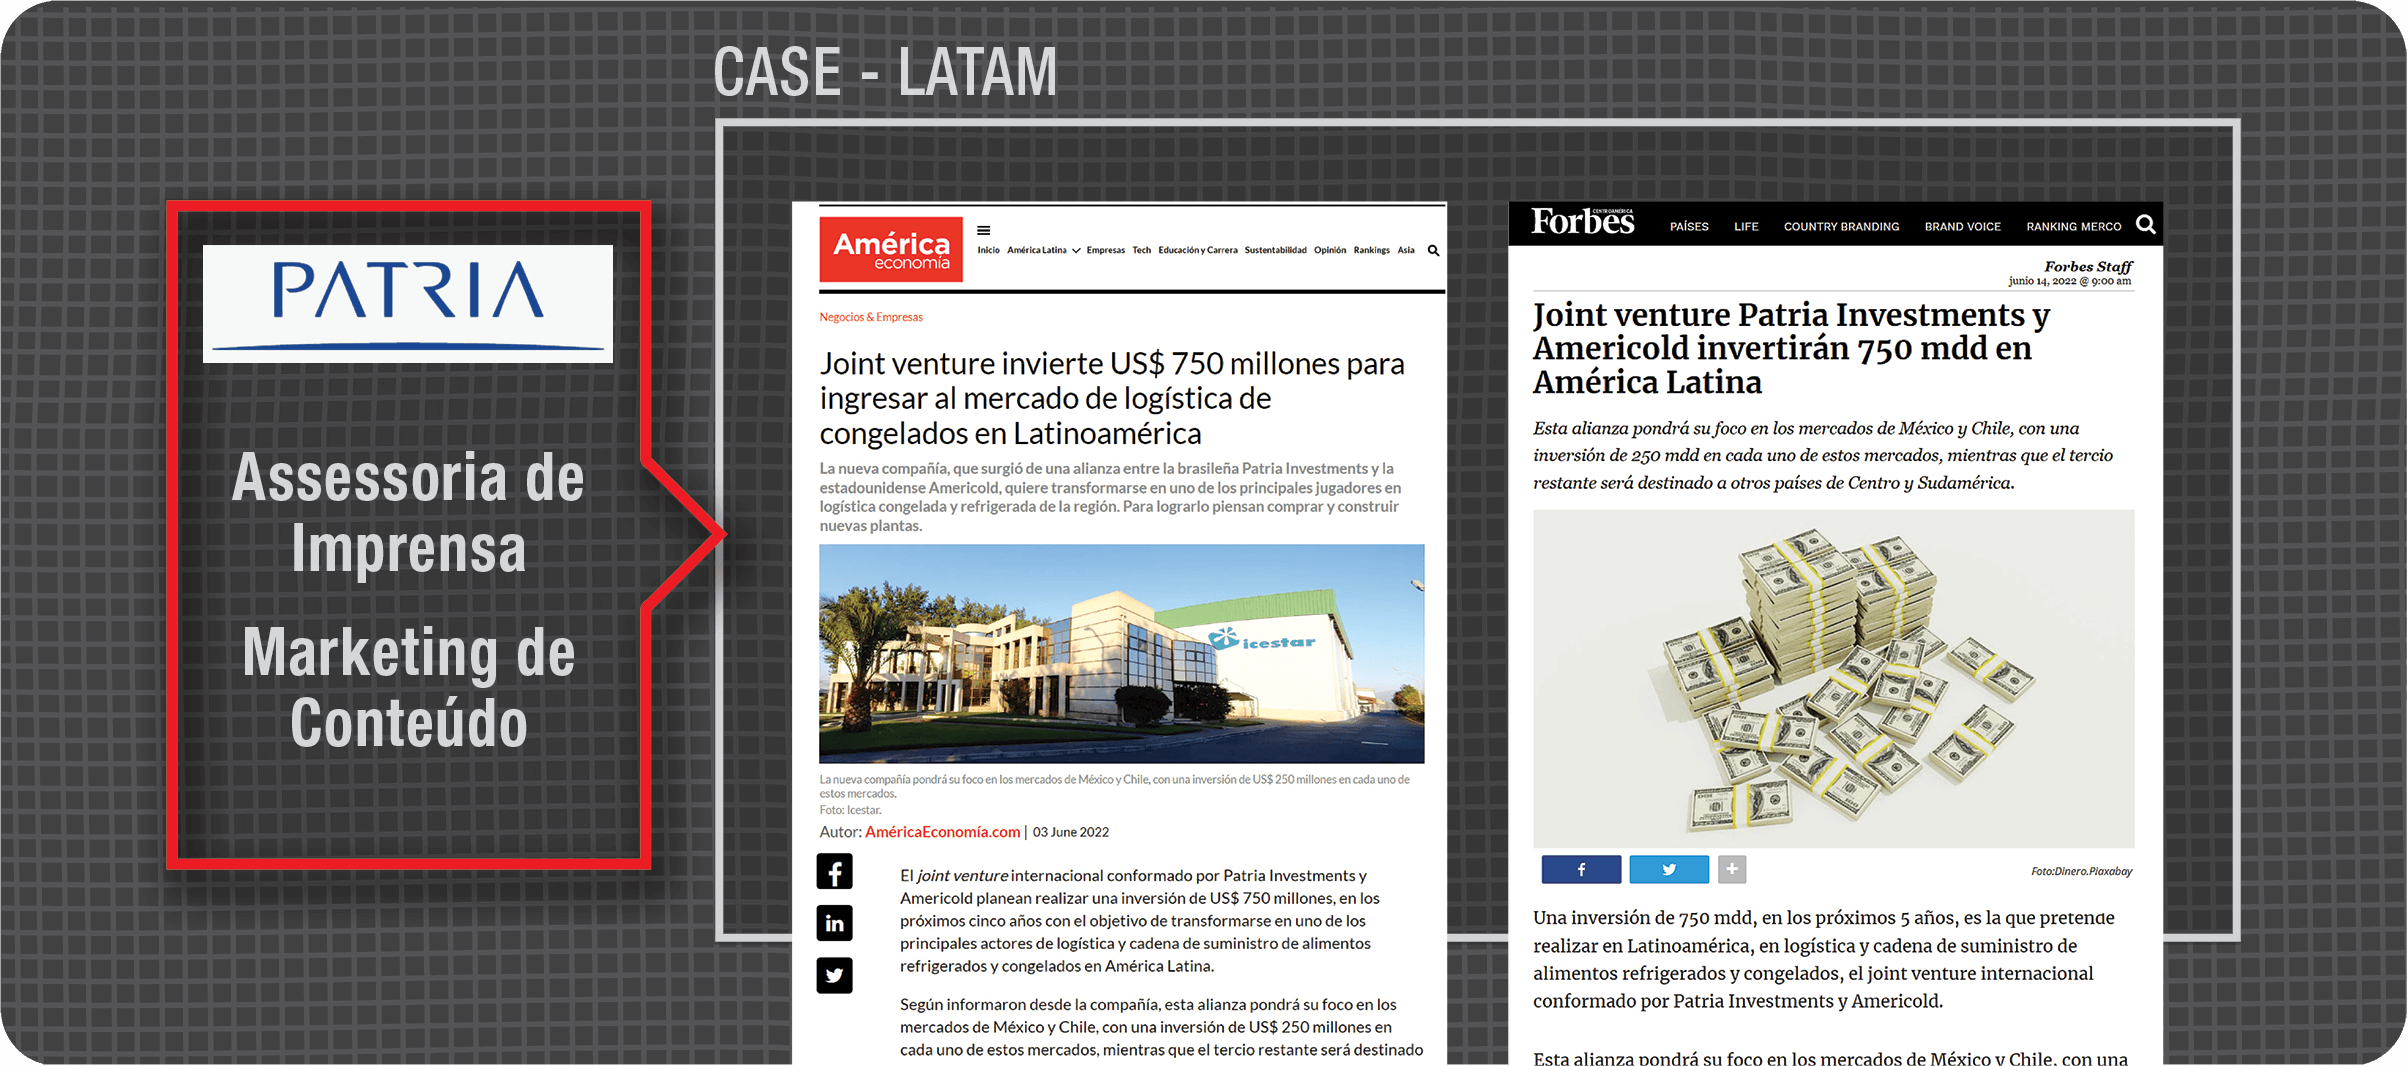 CASE - LATAM
PATRIA
Assessoria de
Imprensa
Marketing de
Conteúdo
América
economía
Inicio América Latina Empresas Tech Educación y Carrera Sustentabilidad Opinión Rankings Asia
Negocios & Empresas
Joint venture invierte US$ 750 millones para
ingresar al mercado de logística de
congelados en Latinoamérica
La nueva compañía, que surgió de una alianza entre la brasileña Patria Investments y la
estadounidense Americold, quiere transformarse en uno de los principales jugadores en
logística congelada y refrigerada de la región. Para lograrlo piensan comprar y construir
nuevas plantas.
icestar
La nueva compañía pondrá su foco en los mercados de México y Chile, con una inversión de US$ 250 millones en cada uno de
estos mercados.
Foto: Icestar.
Autor: AméricaEconomía.com | 03 June 2022
El joint venture internacional conformado por Patria Investments y
Americold planean realizar una inversión de US$ 750 millones, en los
próximos cinco años con el objetivo de transformarse en uno de los
principales actores de logística y cadena de suministro de alimentos
refrigerados y congelados en América Latina.
Según informaron desde la compañía, esta alianza pondrá su foco en los
mercados de México y Chile, con una inversión de US$ 250 millones en
cada uno de estos mercados, mientras que el tercio restante será destinado
Forbes CENTROAMÉRICA
PAÍSES LIFE COUNTRY BRANDING BRAND VOICE RANKING MERCO
Forbes Staff
junio 14, 2022 @ 9:00 am
Joint venture Patria Investments y
Americold invertirán 750 mdd en
América Latina
Esta alianza pondrá su foco en los mercados de México y Chile, con una
inversión de 250 mdd en cada uno de estos mercados, mientras que el tercio
restante será destinado a otros países de Centro y Sudamérica.
Foto:Dinero.Piaxabay
Una inversión de 750 mdd, en los próximos 5 años, es la que pretende
realizar en Latinoamérica, en logística y cadena de suministro de
alimentos refrigerados y congelados, el joint venture internacional
conformado por Patria Investments y Americold.
Esta alianza pondrá su foco en los mercados de México y Chile, con una